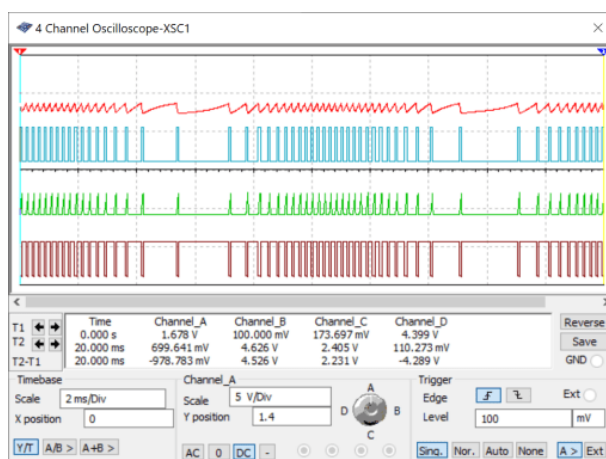 4 Channel Oscilloscope-XSC1
Time Channel_A Channel_B Channel_C Channel_D
T1 0.000 s 1.678 V 100.000 mV 173.697 mV 4.399 V
T2 20.000 ms 699.641 mV 4.626 V 2.405 V 110.273 mV
T2-T1 20.000 ms -978.783 mV 4.526 V 2.231 V -4.289 V
Reverse
Save
GND
Timebase
Scale 2 ms/Div
X position 0
Y/T A/B > A+B >
Channel_A
Scale 5 V/Div
Y position 1.4
AC 0 DC -
A
D B
C
Trigger
Edge Ext
Level 100 mV
Sing. Nor. Auto None A > Ext